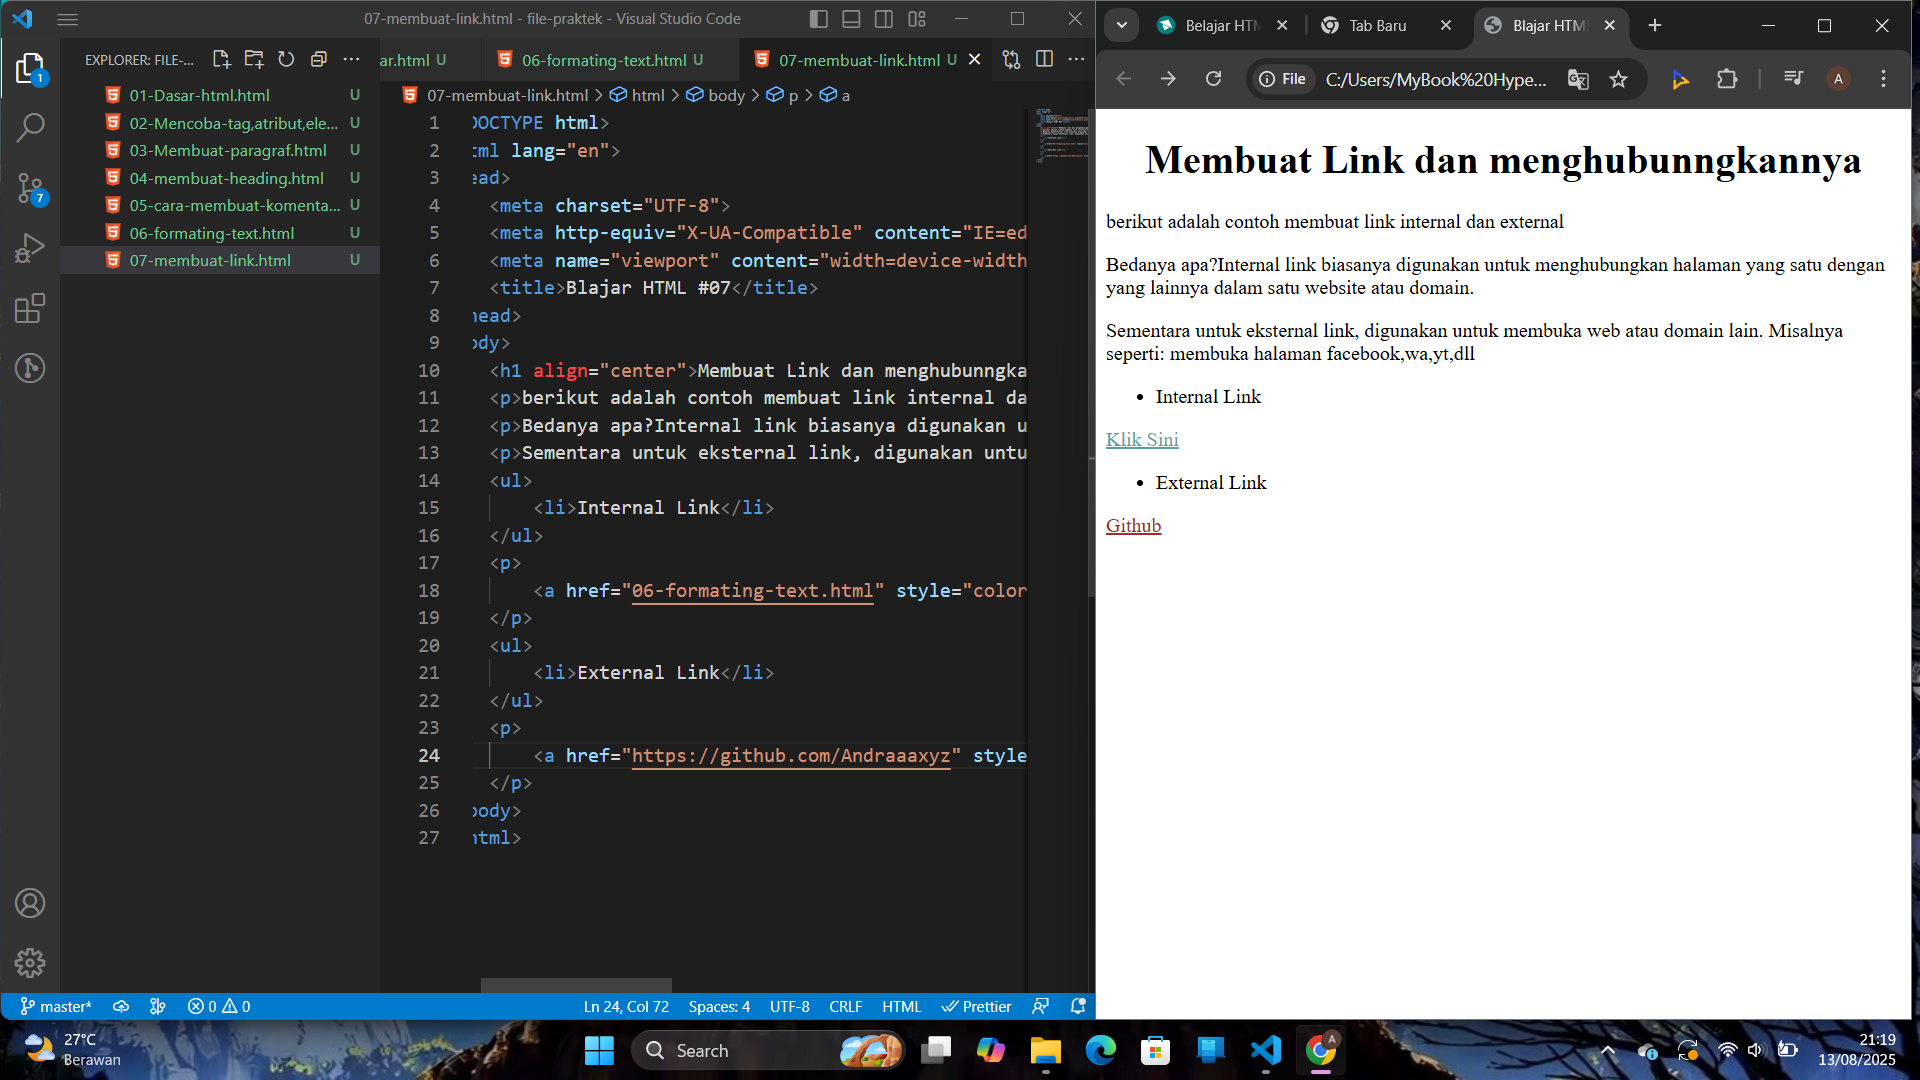 07-membuat-link.html - file-praktek - Visual Studio Code
EXPLORER: FILE-...
01-Dasar-html.html U
02-Mencoba-tag,atribut,ele... U
03-Membuat-paragraf.html U
04-membuat-heading.html U
05-cara-membuat-komenta... U
06-formating-text.html U
07-membuat-link.html U
1
7
ar.html U
06-formating-text.html U
07-membuat-link.html U
07-membuat-link.html > html > body > p > a
1 DOCTYPE html>
2 tml lang="en">
3 ead>
4 <meta charset="UTF-8">
5 <meta http-equiv="X-UA-Compatible" content="IE=ed
6 <meta name="viewport" content="width=device-width
7 <title>Blajar HTML #07</title>
8 head>
9 ody>
10 <h1 align="center">Membuat Link dan menghubunngka
11 <p>berikut adalah contoh membuat link internal da
12 <p>Bedanya apa?Internal link biasanya digunakan u
13 <p>Sementara untuk eksternal link, digunakan untu
14 <ul>
15 <li>Internal Link</li>
16 </ul>
17 <p>
18 <a href="06-formating-text.html" style="color
19 </p>
20 <ul>
21 <li>External Link</li>
22 </ul>
23 <p>
24 <a href="https://github.com/Andraaaxyz" style
25 </p>
26 body>
27 html>
master* 0 0 Ln 24, Col 72 Spaces: 4 UTF-8 CRLF HTML Prettier
Belajar HTM
Tab Baru
Blajar HTM
File C:/Users/MyBook%20Hype... A
Membuat Link dan menghubunngkannya
berikut adalah contoh membuat link internal dan external
Bedanya apa?Internal link biasanya digunakan untuk menghubungkan halaman yang satu dengan
yang lainnya dalam satu website atau domain.
Sementara untuk eksternal link, digunakan untuk membuka web atau domain lain. Misalnya
seperti: membuka halaman facebook,wa,yt,dll
• Internal Link
Klik Sini
• External Link
Github
27°C
Berawan
Search
A
21:19
13/08/2025